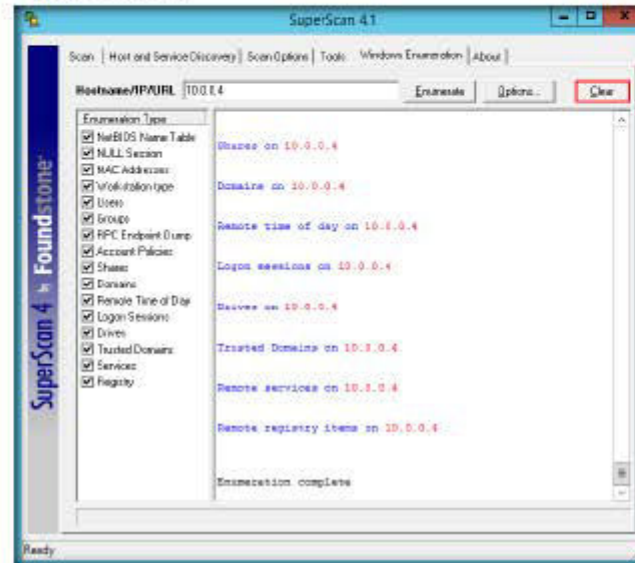 SuperScan 4.1
Scan | Host and Service Discovery | Scan Options | Tools | Windows Enumeration | About |
Hostname/IP/URL 10.0.0.4 Enumerate Options... Clear
Enumeration Type
NetBIOS Name Table
NULL Session
MAC Addresses
Workstation type
Users
Groups
RPC Endpoint Dump
Account Policies
Shares
Domains
Remote Time of Day
Logon Sessions
Drives
Trusted Domains
Services
Registry
Shares on 10.0.0.4
Domains on 10.0.0.4
Remote time of day on 10.0.0.4
Logon sessions on 10.0.0.4
Drives on 10.0.0.4
Trusted Domains on 10.0.0.4
Remote services on 10.0.0.4
Remote registry items on 10.0.0.4
Enumeration complete
SuperScan 4 by Foundstone
Ready